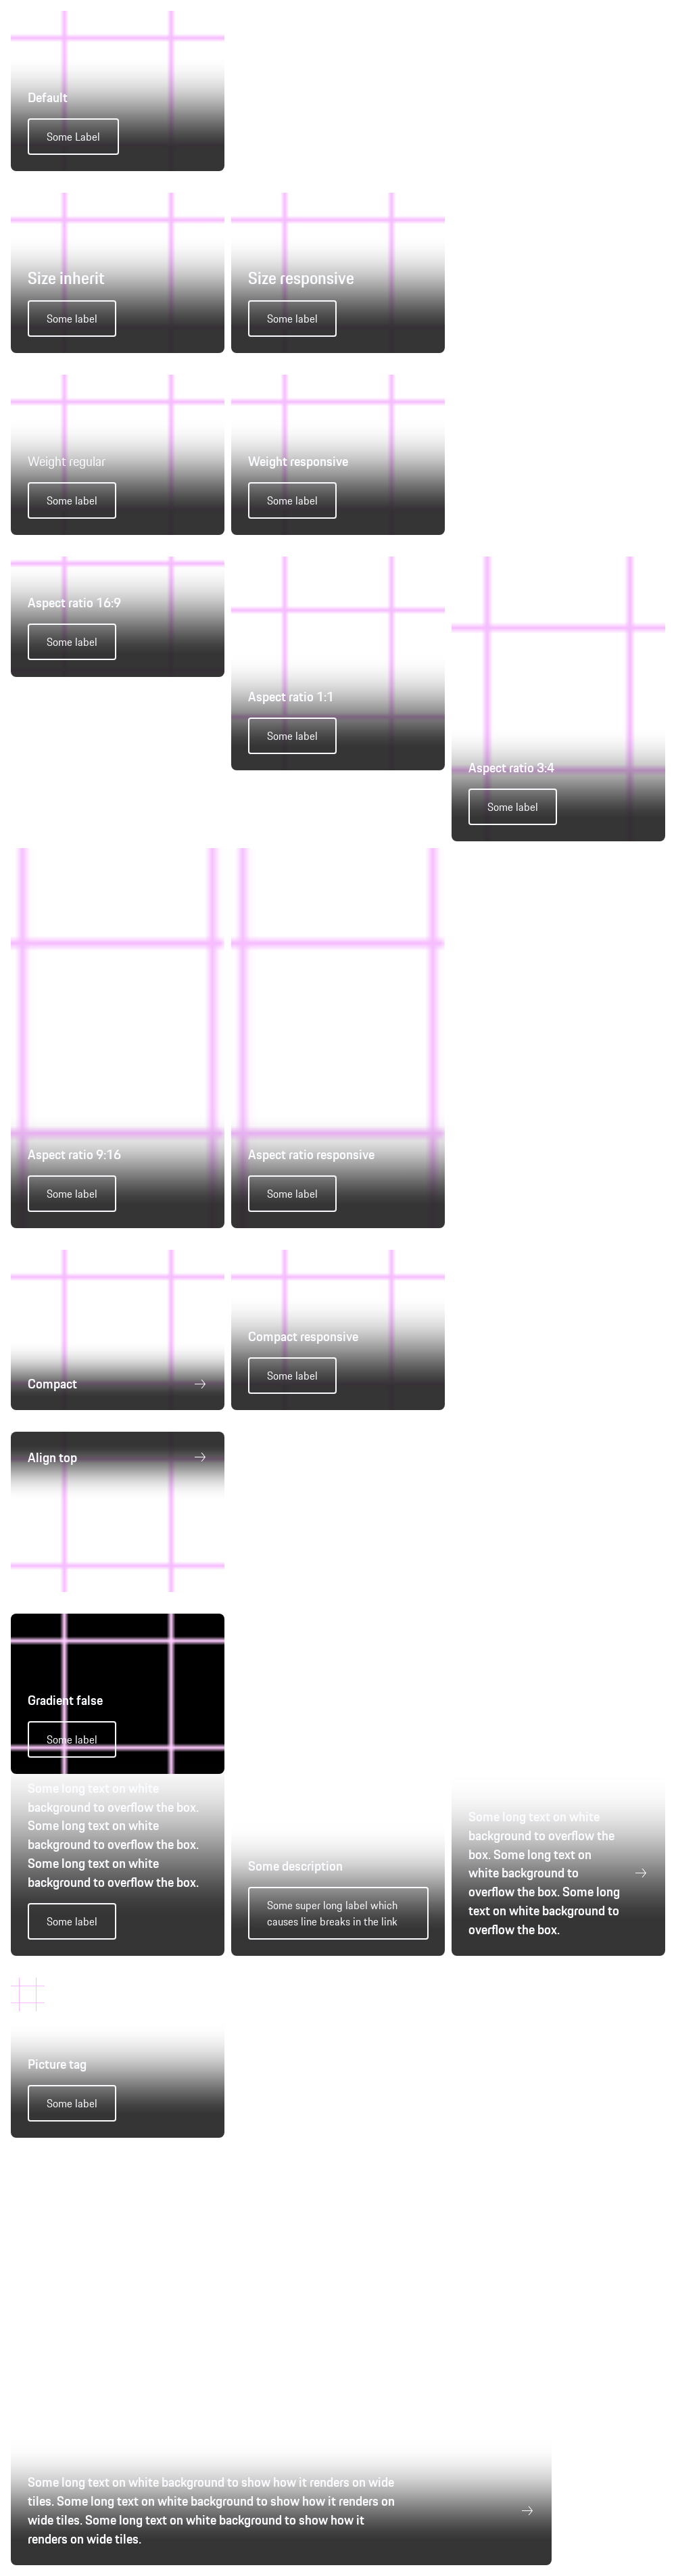 Default
Some Label
Size inherit
Some label
Size responsive
Some label
Weight regular
Some label
Weight responsive
Some label
Aspect ratio 16:9
Some label
Aspect ratio 1:1
Some label
Aspect ratio 3:4
Some label
Aspect ratio 9:16
Some label
Aspect ratio responsive
Some label
Compact
Compact responsive
Some label
Align top
Gradient false
Some label
Some long text on white
background to overflow the box.
Some long text on white
background to overflow the box.
Some long text on white
background to overflow the box.
Some label
Some description
Some super long label which
causes line breaks in the link
Some long text on white
background to overflow the
box. Some long text on
white background to
overflow the box. Some long
text on white background to
overflow the box.
Picture tag
Some label
Some long text on white background to show how it renders on wide
tiles. Some long text on white background to show how it renders on
wide tiles. Some long text on white background to show how it
renders on wide tiles.